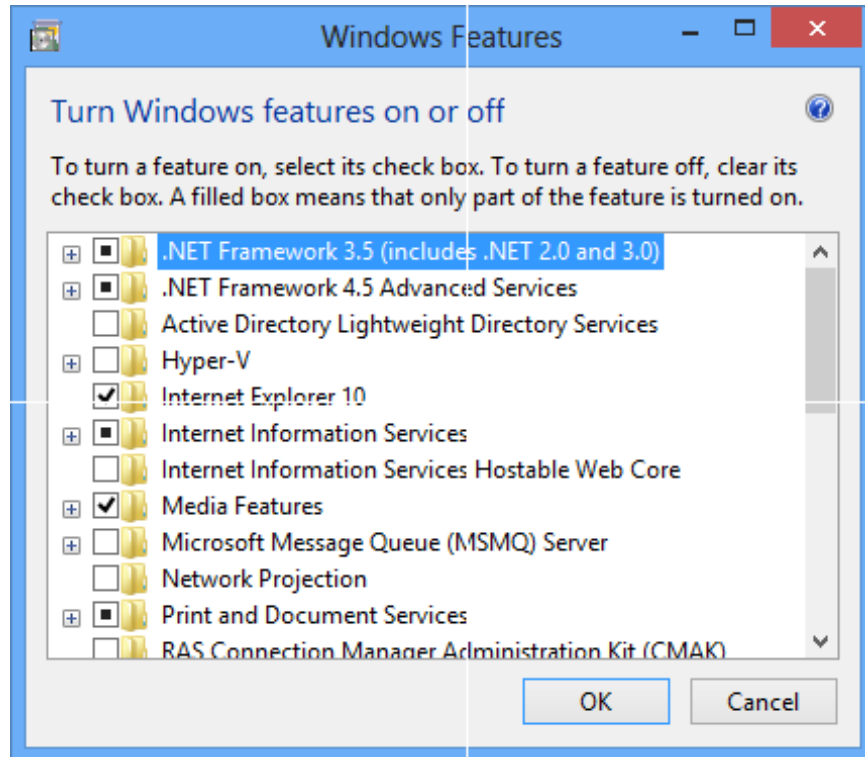 Windows Features
Turn Windows features on or off
To turn a feature on, select its check box. To turn a feature off, clear its
check box. A filled box means that only part of the feature is turned on.
.NET Framework 3.5 (includes .NET 2.0 and 3.0)
.NET Framework 4.5 Advanced Services
Active Directory Lightweight Directory Services
Hyper-V
Internet Explorer 10
Internet Information Services
Internet Information Services Hostable Web Core
Media Features
Microsoft Message Queue (MSMQ) Server
Network Projection
Print and Document Services
RAS Connection Manager Administration Kit (CMAK)
OK Cancel